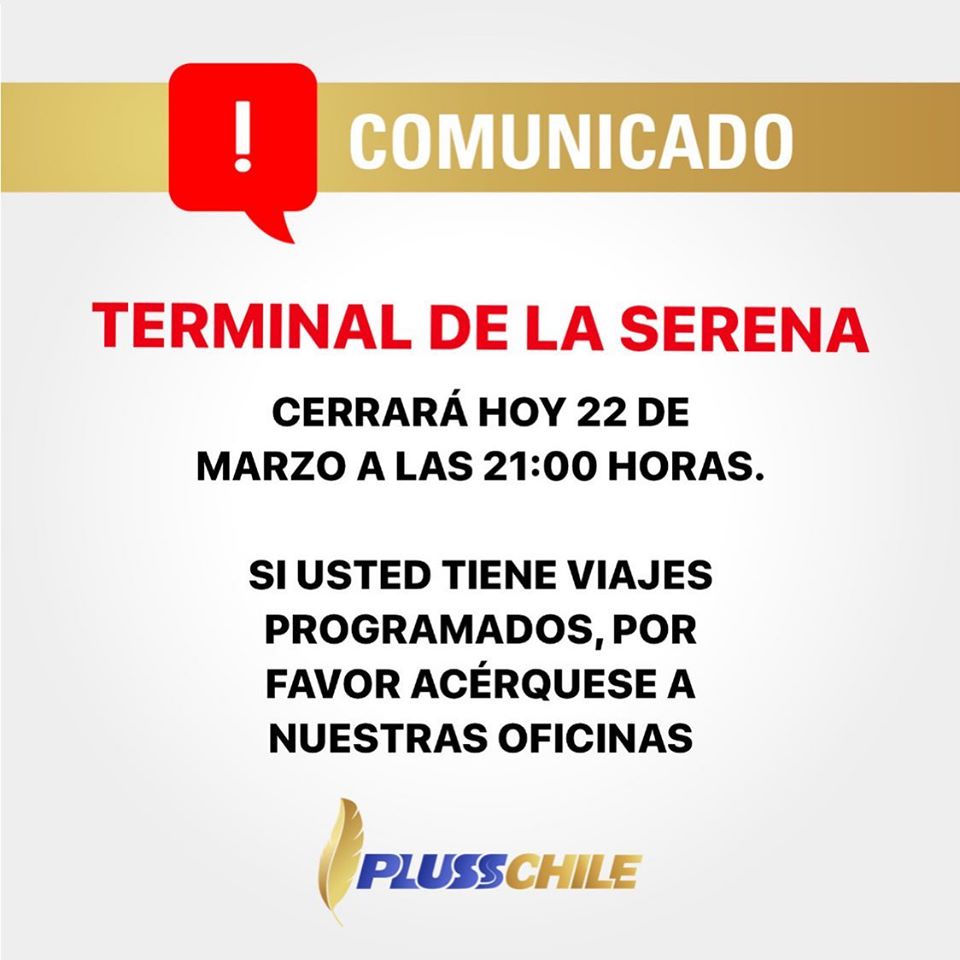 !
COMUNICADO
TERMINAL DE LA SERENA
CERRARÁ HOY 22 DE
MARZO A LAS 21:00 HORAS.
SI USTED TIENE VIAJES
PROGRAMADOS, POR
FAVOR ACÉRQUESE A
NUESTRAS OFICINAS
PLUSSCHILE